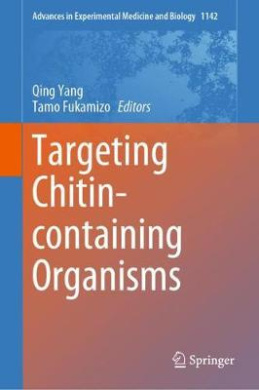 Advances in Experimental Medicine and Biology 1142
Qing Yang
Tamo Fukamizo Editors
Targeting
Chitin-
containing
Organisms
Springer